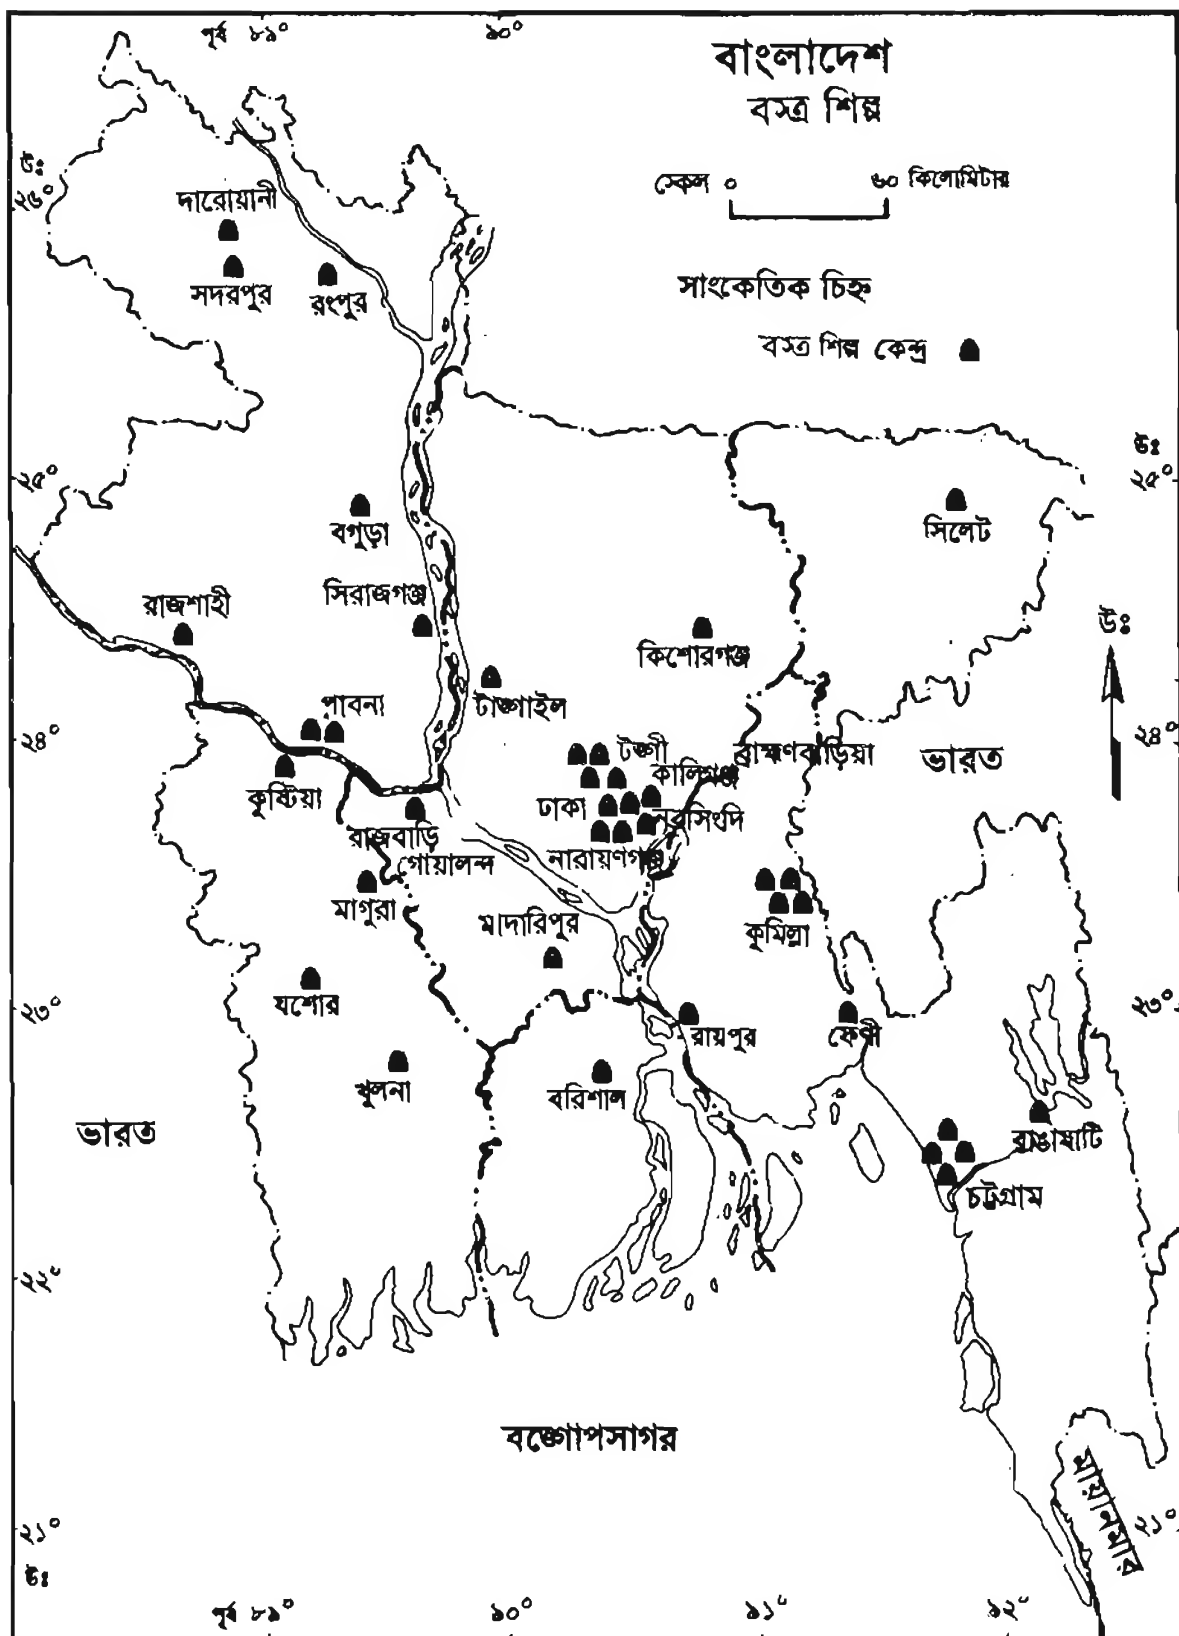 পূর্ব ৮৯° ৯০°
বাংলাদেশ
বস্ত্র শিল্প
উঃ
২৬°
স্কেল ০ ৬০ কিলোমিটার
দারোয়ানী
সদরপুর
রংপুর
সাংকেতিক চিহ্ন
বস্ত্র শিল্প কেন্দ্র
উঃ
২৫° ২৫°
বগুড়া
সিলেট
সিরাজগঞ্জ
রাজশাহী
উঃ
কিশোরগঞ্জ
পাবনা
টাঙ্গাইল
২৪° ২৪°
টঙ্গী
ব্রাহ্মণবাড়িয়া
ভারত
কালিগঞ্জ
কুষ্টিয়া
ঢাকা
নরসিংদি
রাজবাড়ি
গোয়ালন্দ
নারায়ণগঞ্জ
মাগুরা
মাদারিপুর
কুমিল্লা
যশোর
২৩° ২৩°
রায়পুর
ফেণী
খুলনা
বরিশাল
ভারত
রাঙামাটি
চট্টগ্রাম
২২°
বঙ্গোপসাগর
মায়ানমার
২১° ২১°
উঃ
পূর্ব ৮৯° ৯০° ৯১° ৯২°